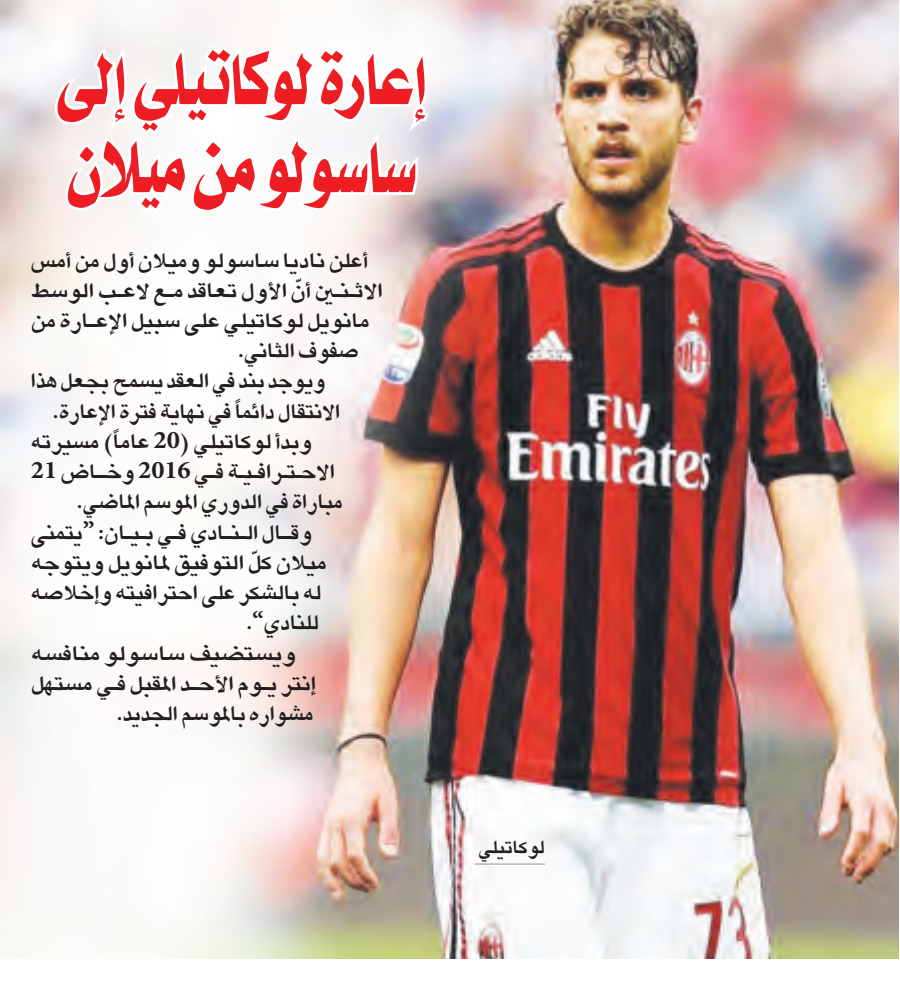 إعارة لوكاتيلي إلى
ساسولو من ميلان
أعلن ناديا ساسولو وميلان أول من أمس
الاثنين أنّ الأول تعاقد مع لاعب الوسط
مانويل لوكاتيلي على سبيل الإعارة من
صفوف الثاني.
ويوجد بند في العقد يسمح بجعل هذا
الانتقال دائماً في نهاية فترة الإعارة.
وبدأ لوكاتيلي (20 عاماً) مسيرته
الاحترافية في 2016 وخاض 21
مباراة في الدوري الموسم الماضي.
وقال النادي في بيان: ”يتمنى
ميلان كلّ التوفيق لمانويل ويتوجه
له بالشكر على احترافيته وإخلاصه
للنادي“.
ويستضيف ساسولو منافسه
إنتر يوم الأحد المقبل في مستهل
مشواره بالموسم الجديد.
adidas
Fly
Emirates
لوكاتيلي
73